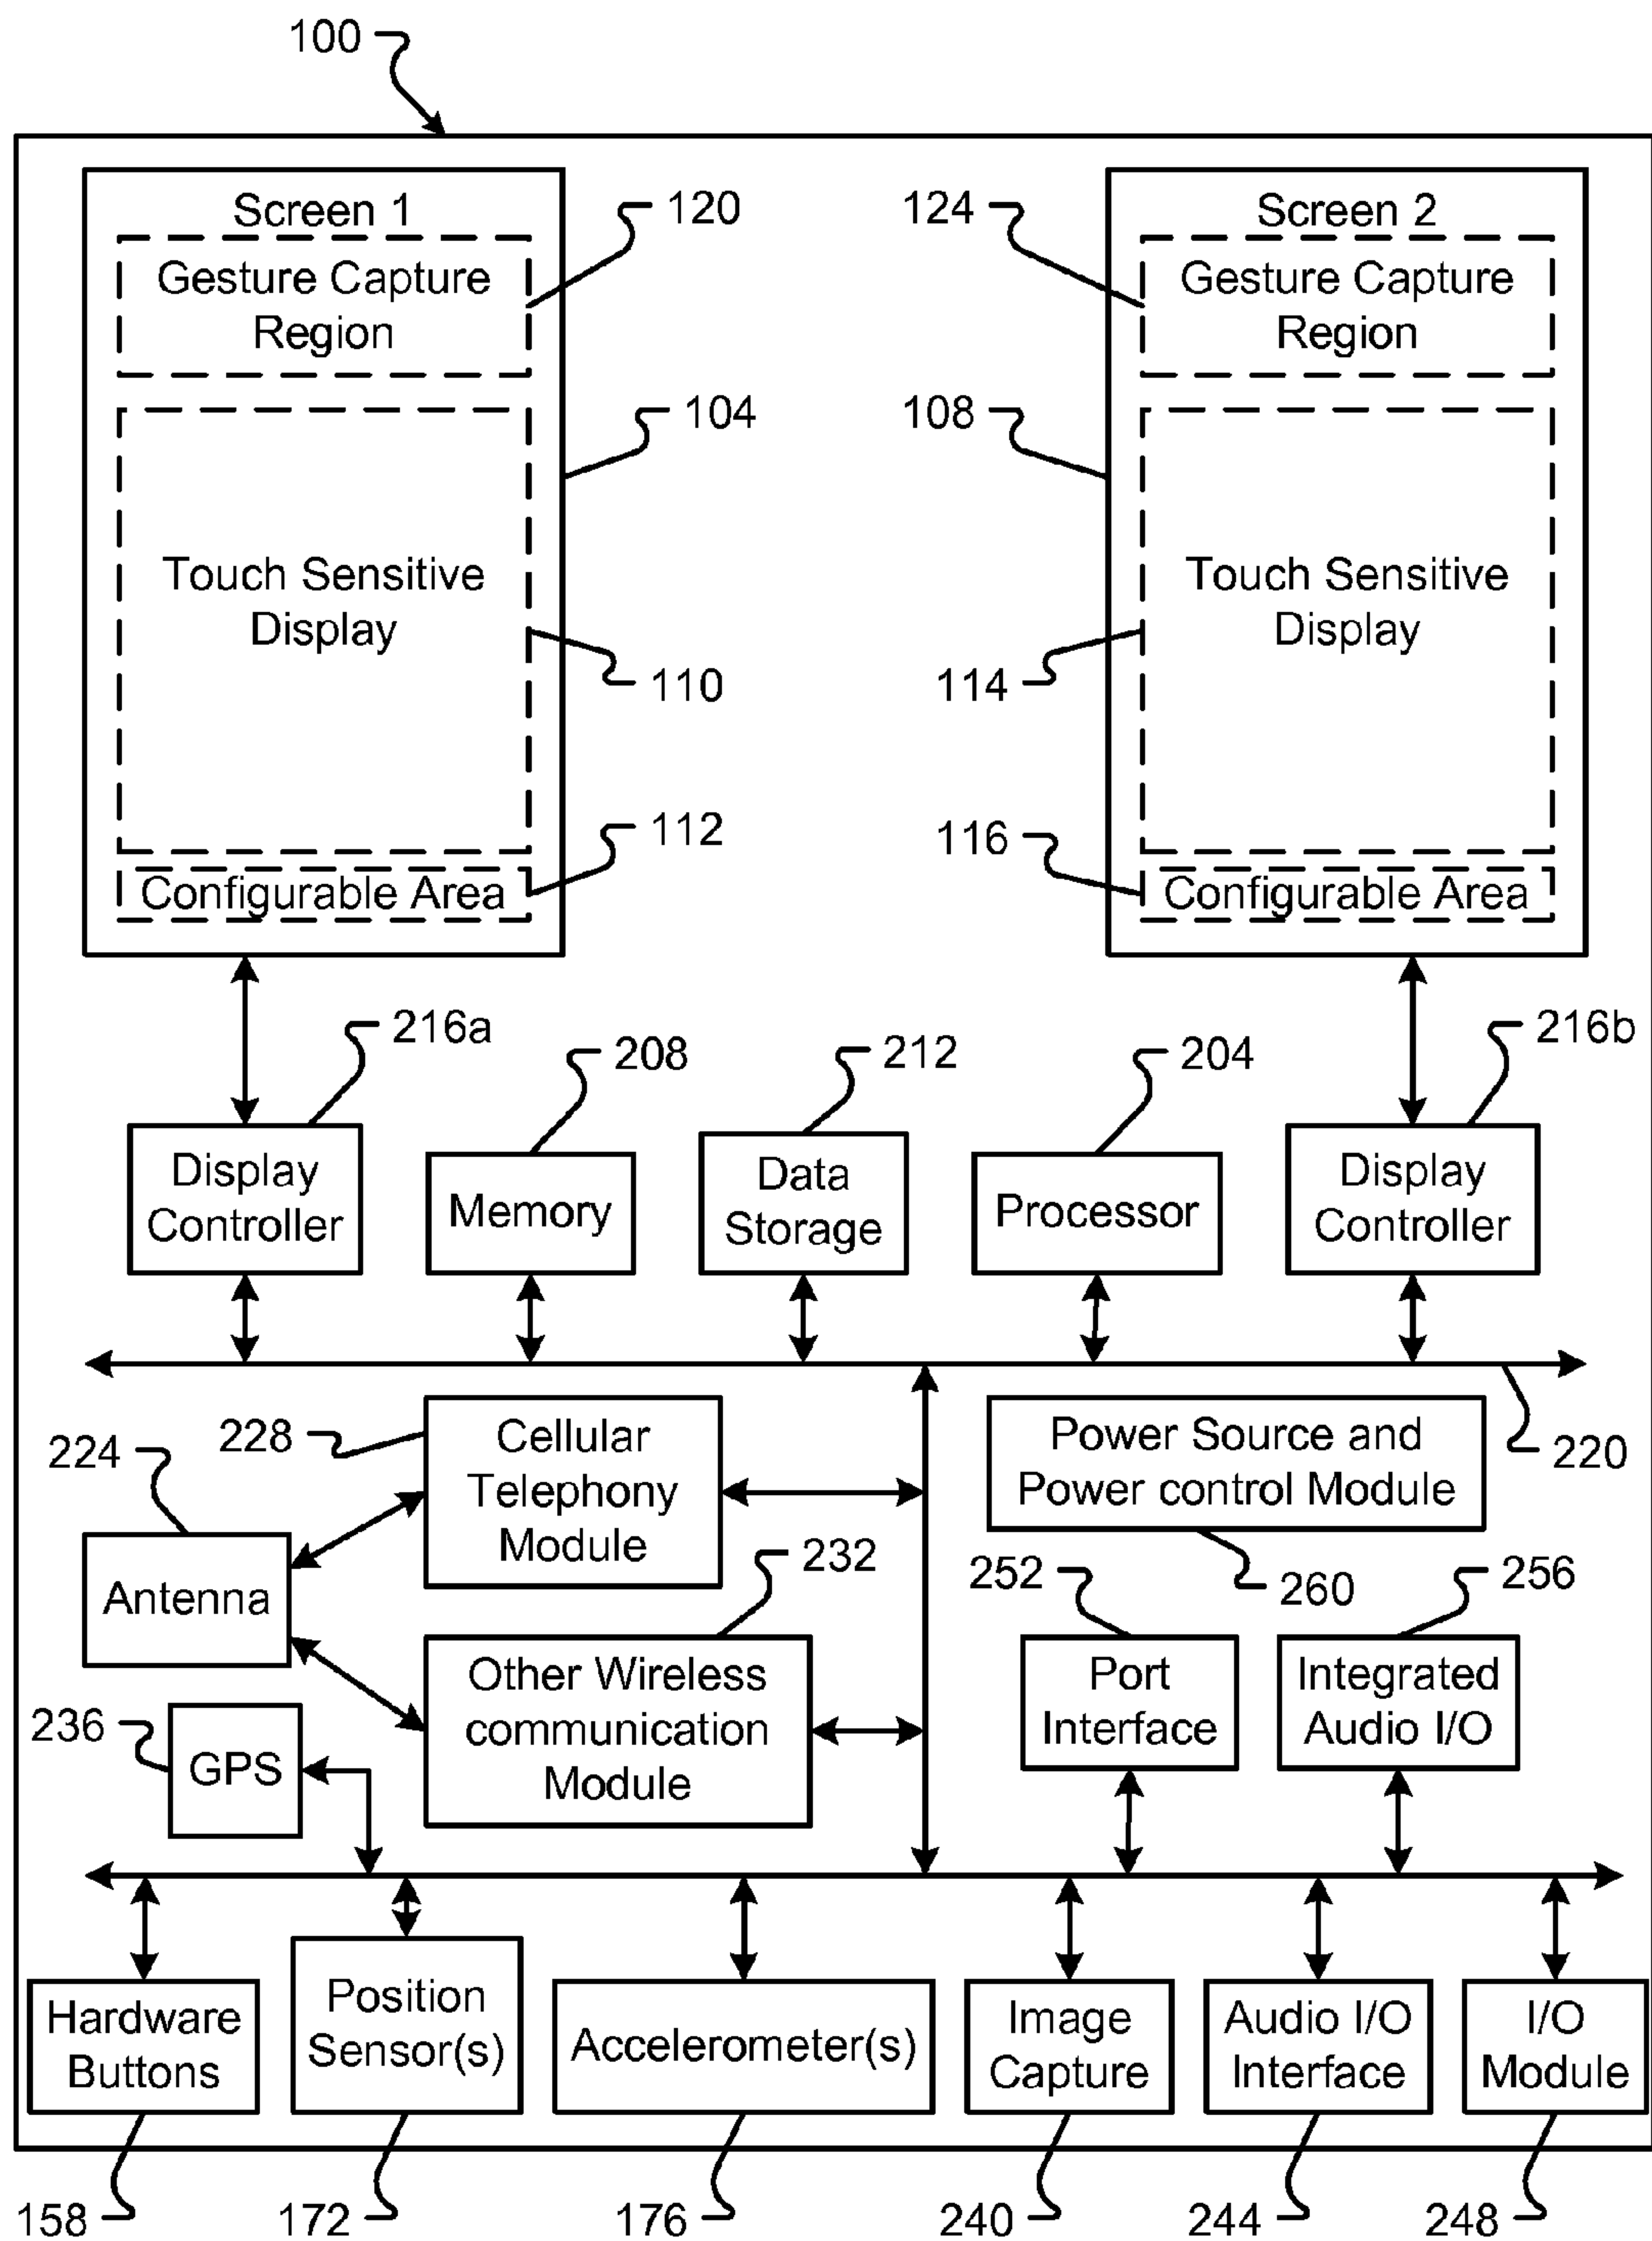 100
Screen 1
120
124
Screen 2
Gesture Capture
Region
Gesture Capture
Region
104
108
Touch Sensitive
Display
Touch Sensitive
Display
110
114
112
116
Configurable Area
Configurable Area
216a
208
212
204
216b
Display
Controller
Memory
Data
Storage
Processor
Display
Controller
228
Cellular
Telephony
Module
Power Source and
Power control Module
220
224
Antenna
232
252
260
256
Other Wireless
communication
Module
Port
Interface
Integrated
Audio I/O
236
GPS
Hardware
Buttons
Position
Sensor(s)
Accelerometer(s)
Image
Capture
Audio I/O
Interface
I/O
Module
158
172
176
240
244
248